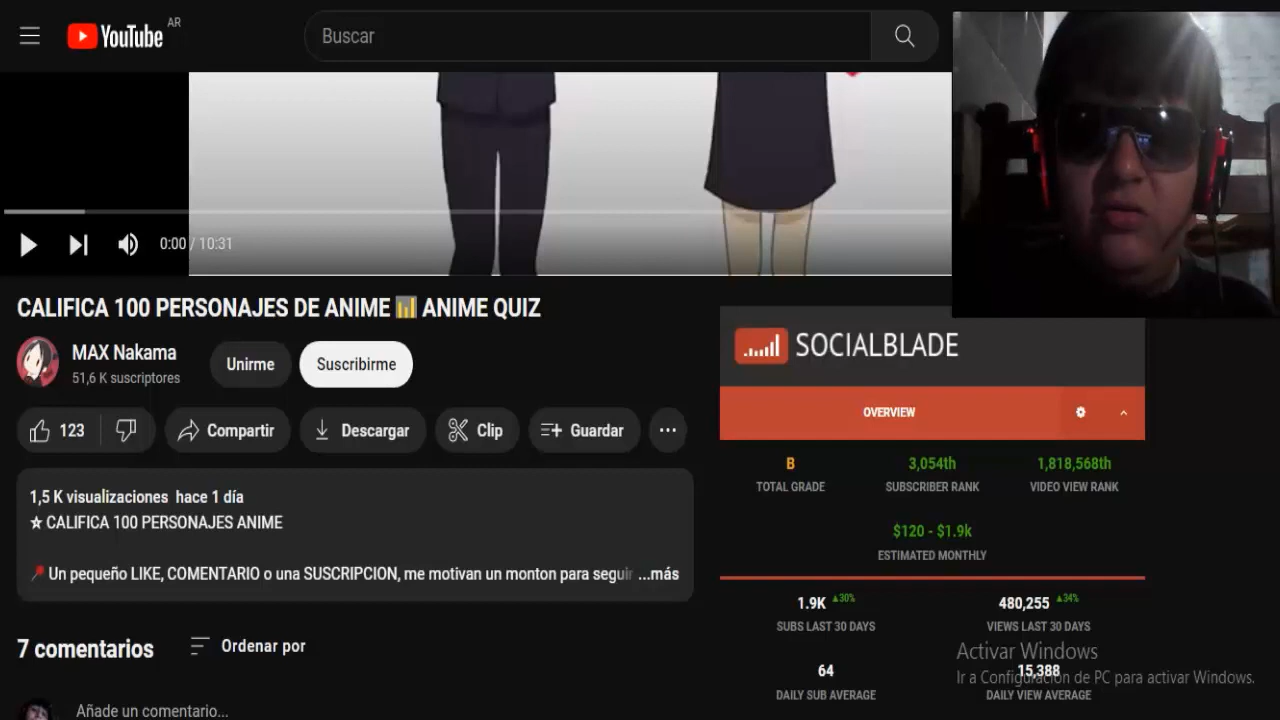 YouTube AR
Buscar
0:00 / 10:31
CALIFICA 100 PERSONAJES DE ANIME📊 ANIME QUIZ
MAX Nakama
51,6 K suscriptores
Unirme
Suscribirme
123
Compartir
Descargar
Clip
Guardar
...
1,5 K visualizaciones hace 1 día
☆ CALIFICA 100 PERSONAJES ANIME
📍Un pequeño LIKE, COMENTARIO o una SUSCRIPCION, me motivan un monton para seguir ...más
7 comentarios
Ordenar por
Añade un comentario...
SOCIALBLADE
OVERVIEW
B
TOTAL GRADE
3,054th
SUBSCRIBER RANK
1,818,568th
VIDEO VIEW RANK
$120 - $1.9k
ESTIMATED MONTHLY
1.9K ▲30%
SUBS LAST 30 DAYS
480,255 ▲34%
VIEWS LAST 30 DAYS
64
DAILY SUB AVERAGE
15,388
DAILY VIEW AVERAGE
Activar Windows
Ir a Configuración de PC para activar Windows.